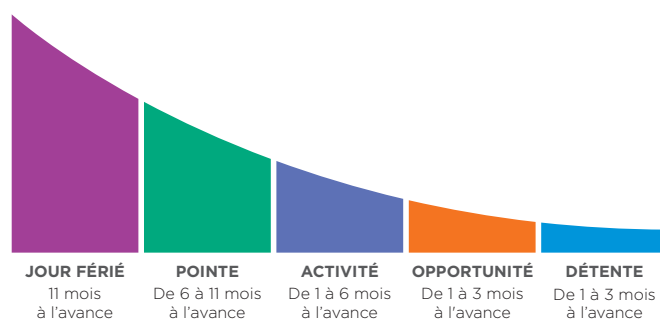 JOUR FÉRIÉ
11 mois
à l’avance
POINTE
De 6 à 11 mois
à l’avance
ACTIVITÉ
De 1 à 6 mois
à l’avance
OPPORTUNITÉ
De 1 à 3 mois
à l'avance
DÉTENTE
De 1 à 3 mois
à l’avance